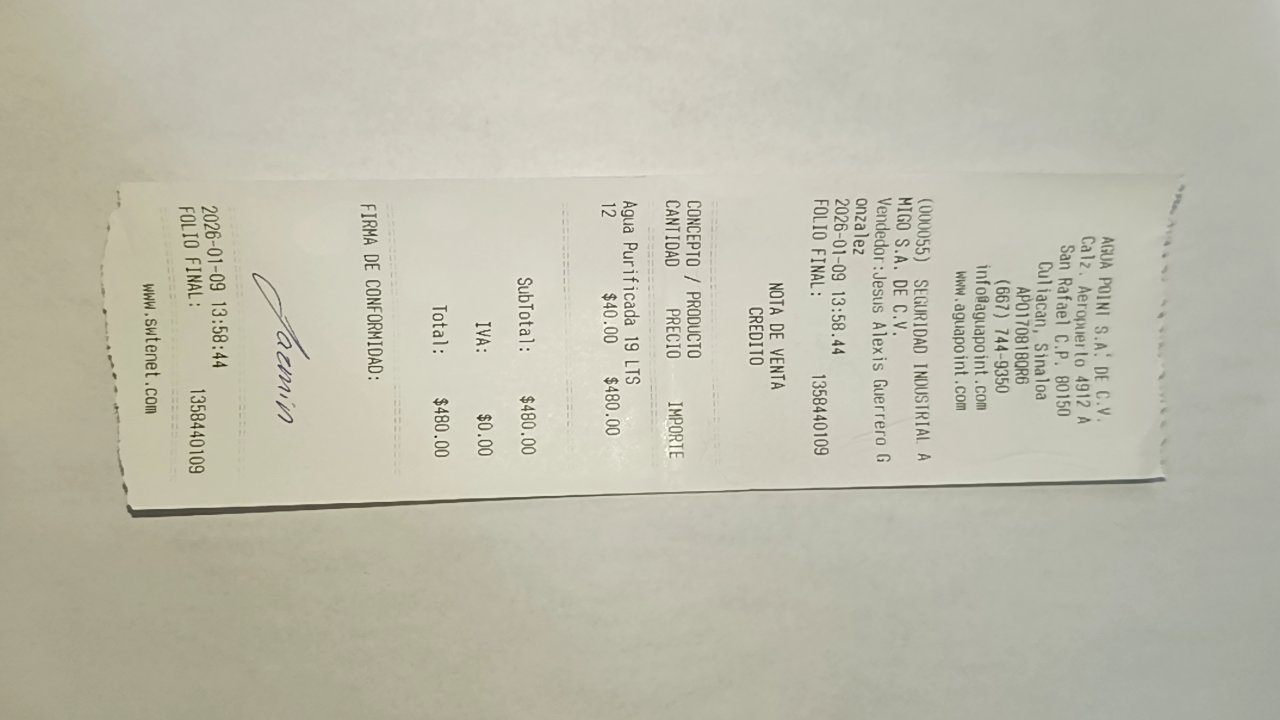 AGUA POINT S.A. DE C.V.
Calz. Aeropuerto 4912 A
San Rafael C.P. 80150
Culiacan, Sinaloa
APO170818QR6
(667) 744-9350
info@aguapoint.com
www.aguapoint.com
(000055) SEGURIDAD INDUSTRIAL A
MIGO S.A. DE C.V.
Vendedor:Jesus Alexis Guerrero G
onzalez
2026-01-09 13:58.44
FOLIO FINAL: 1358440109
NOTA DE VENTA
CREDITO
CONCEPTO / PRODUCTO
CANTIDAD PRECIO IMPORTE
Agua Purificada 19 LTS
12 $40.00 $480.00
SubTotal: $480.00
IVA: $0.00
Total: $480.00
FIRMA DE CONFORMIDAD:
Jazmin
2026-01-09 13:58:44
FOLIO FINAL: 1358440109
www.swtenet.com